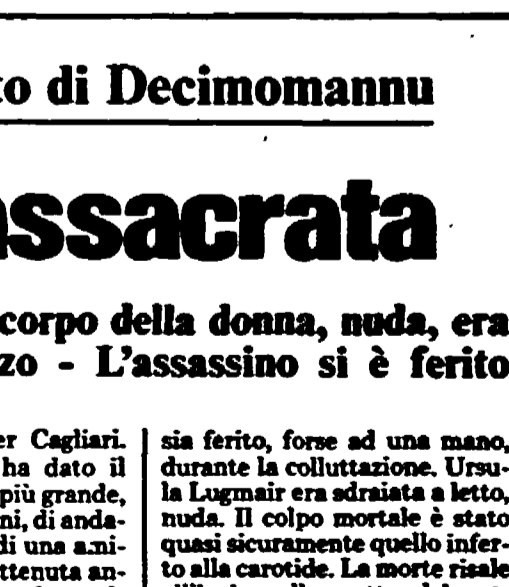 to di Decimomannu
assacrata
corpo della donna, nuda, era
zo - L'assassino si è ferito
er Cagliari.
ha dato il
più grande,
ni, di anda-
di una ami-
ttenuta an-
sia ferito, forse ad una mano,
durante la colluttazione. Ursu-
la Lugmair era sdraiata a letto,
nuda. Il colpo mortale è stato
quasi sicuramente quello infer-
to alla carotide. La morte risale